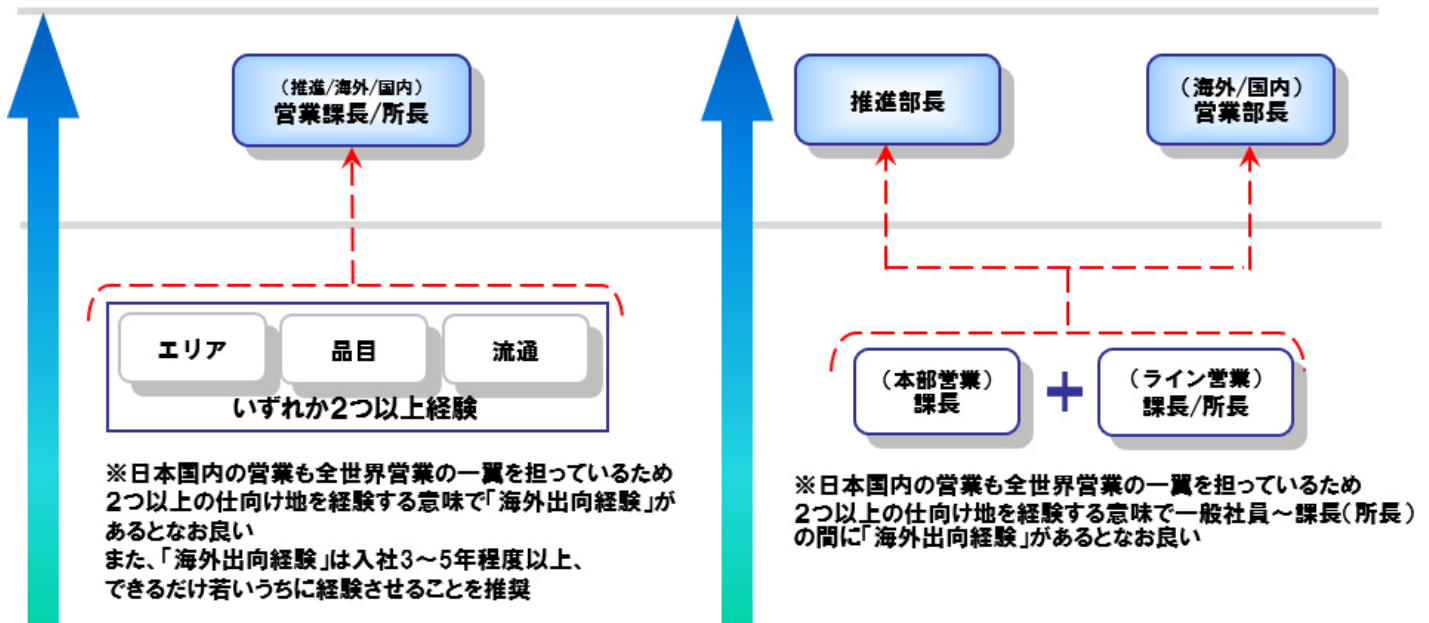 (推進/海外/国内)
営業課長/所長
エリア
品目
流通
いずれか2つ以上経験
※日本国内の営業も全世界営業の一翼を担っているため
2つ以上の仕向け地を経験する意味で「海外出向経験」が
あるとなお良い
また、「海外出向経験」は入社3~5年程度以上、
できるだけ若いうちに経験させることを推奨
推進部長
(海外/国内)
営業部長
(本部営業)
課長
+
(ライン営業)
課長/所長
※日本国内の営業も全世界営業の一翼を担っているため
2つ以上の仕向け地を経験する意味で一般社員~課長(所長)
の間に「海外出向経験」があるとなお良い